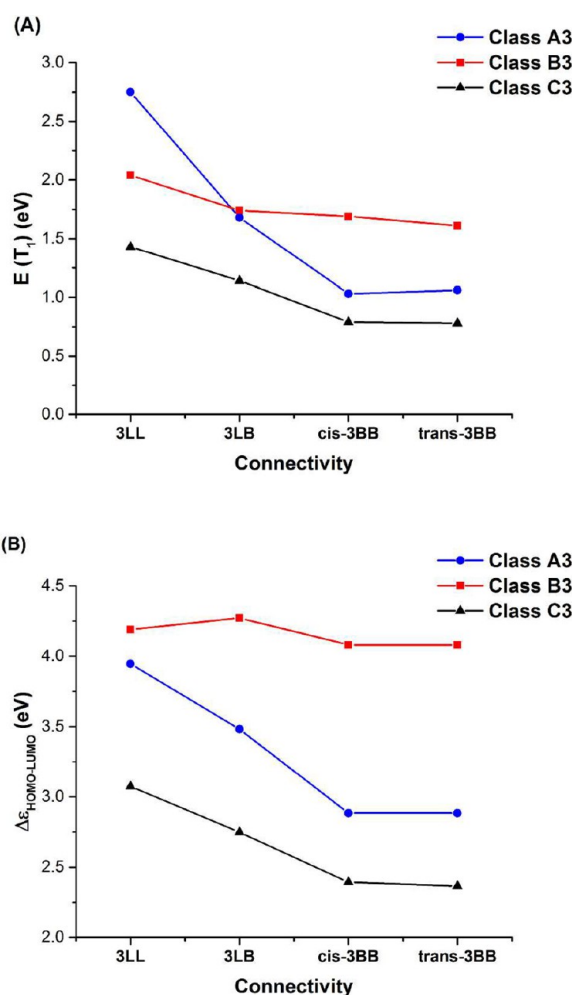 (A)
Class A3
Class B3
Class C3
3.0
2.5
2.0
1.5
1.0
0.5
0.0
E (T1) (eV)
3LL 3LB cis-3BB trans-3BB
Connectivity
(B)
Class A3
Class B3
Class C3
4.5
4.0
3.5
3.0
2.5
2.0
ΔεHOMO-LUMO (eV)
3LL 3LB cis-3BB trans-3BB
Connectivity